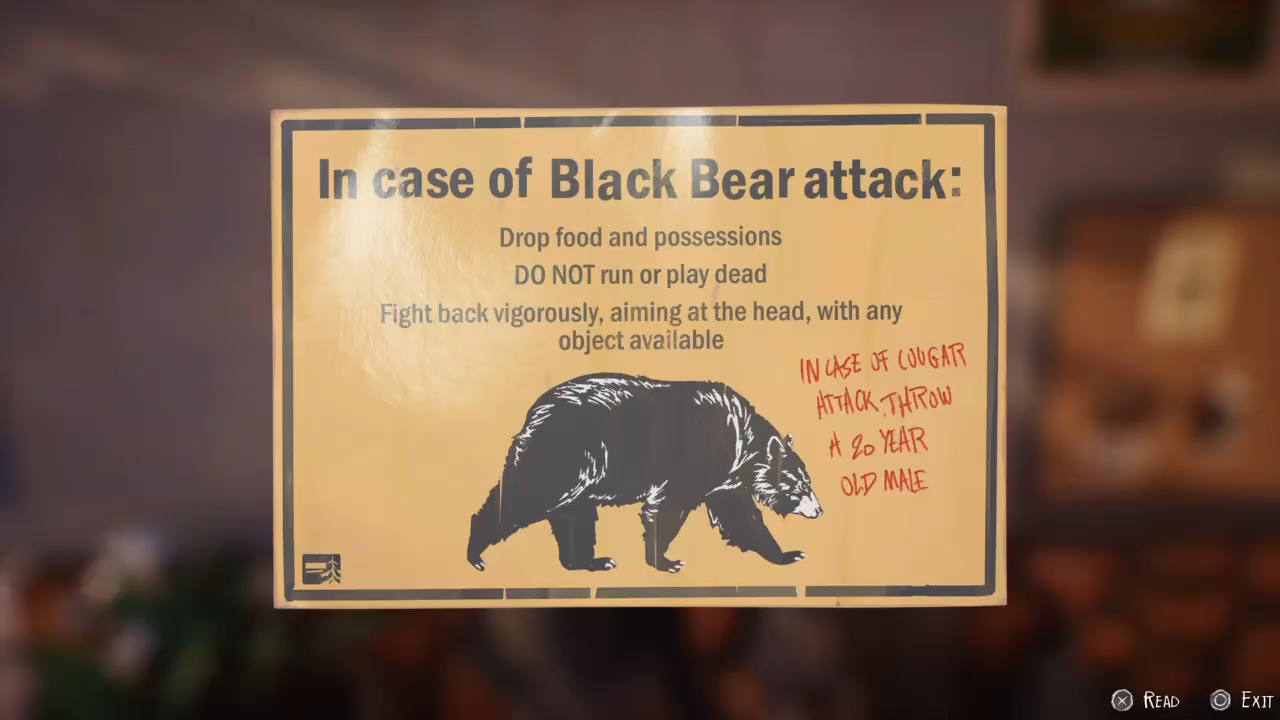 In case of Black Bear attack:
Drop food and possessions
DO NOT run or play dead
Fight back vigorously, aiming at the head, with any
object available
IN CASE OF COUGAR
ATTACK, THROW
A 20 YEAR
OLD MALE
READ
EXIT